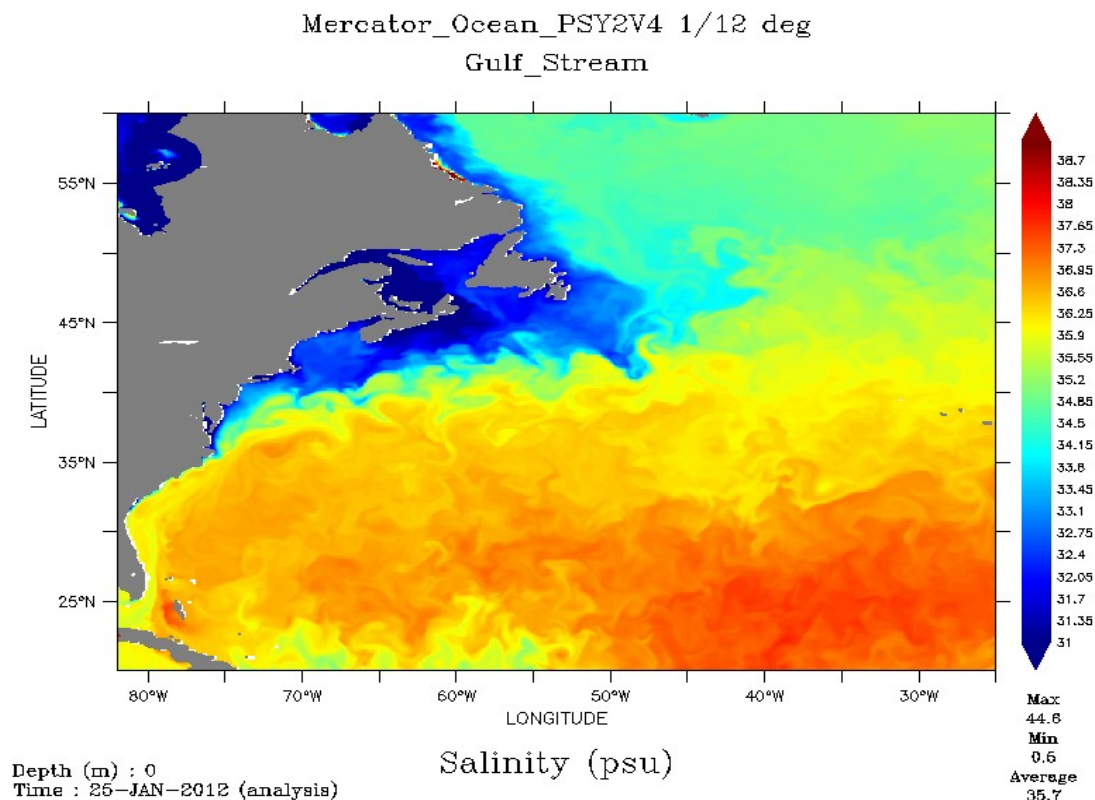 Mercator_Ocean_PSY2V4 1/12 deg
Gulf_Stream
55°N
45°N
35°N
25°N
LATITUDE
80°W 70°W 60°W 50°W 40°W 30°W
LONGITUDE
38.7
38.35
38
37.65
37.3
36.95
36.6
36.25
35.9
35.55
35.2
34.85
34.5
34.15
33.8
33.45
33.1
32.75
32.4
32.05
31.7
31.35
31
Max
44.6
Min
0.6
Average
35.7
Salinity (psu)
Depth (m) : 0
Time : 25-JAN-2012 (analysis)